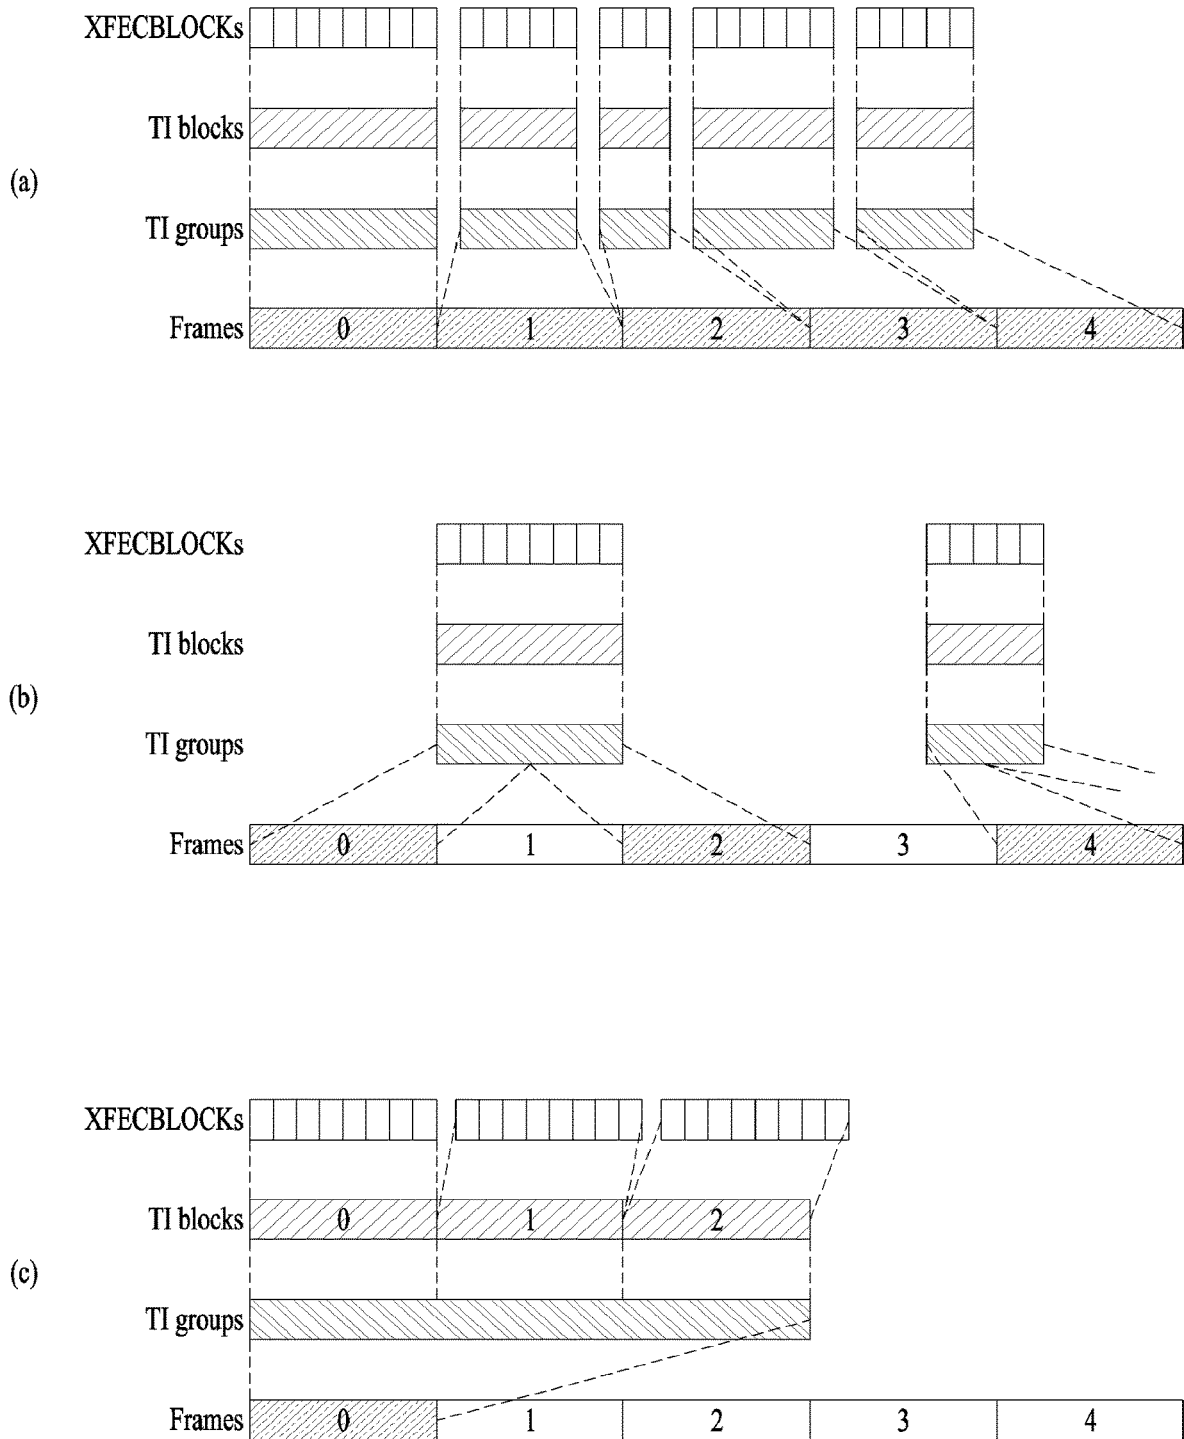 XFECBLOCKs
TI blocks
(a)
TI groups
Frames 0 1 2 3 4
XFECBLOCKs
TI blocks
(b)
TI groups
Frames 0 1 2 3 4
XFECBLOCKs
TI blocks 0 1 2
(c)
TI groups
Frames 0 1 2 3 4